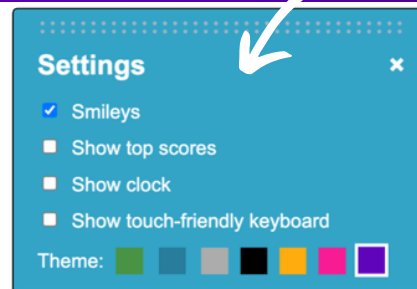 Settings
Smileys
Show top scores
Show clock
Show touch-friendly keyboard
Theme: